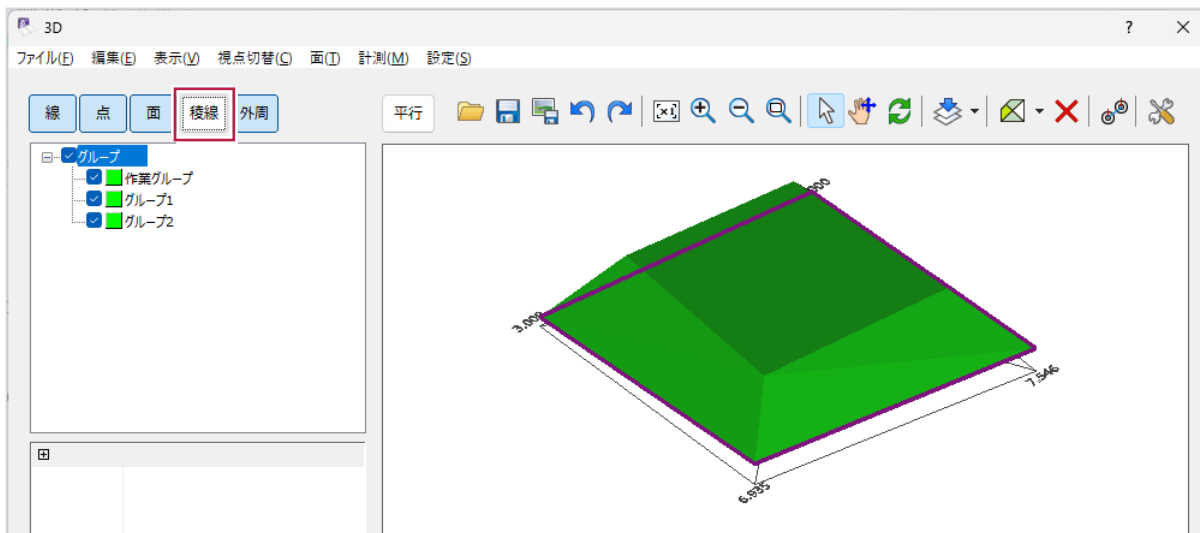 3D
?
ファイル(F) 編集(E) 表示(V) 視点切替(C) 面(T) 計測(M) 設定(S)
線 点 面 稜線 外周 平行
グループ
作業グループ
グループ1
グループ2
3.000
7.546
6.935